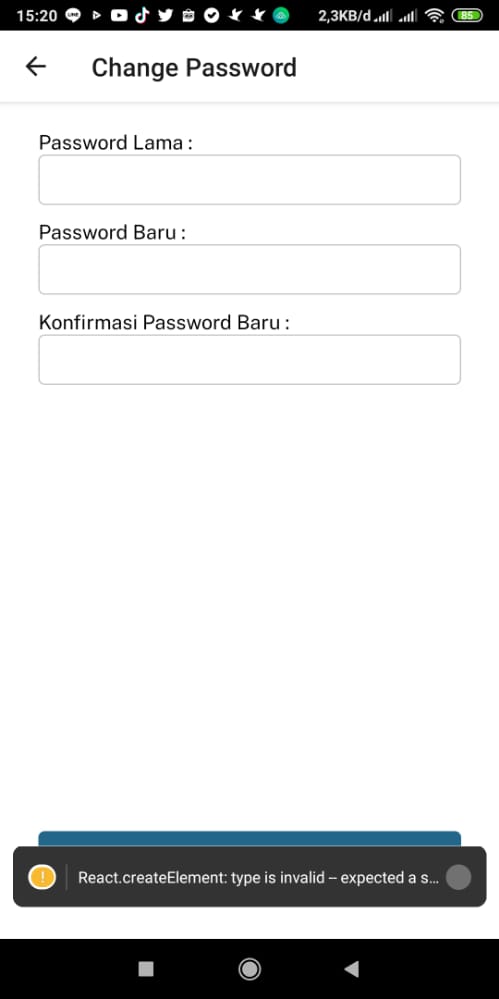 15:20 2,3KB/d 85
Change Password
Password Lama :
Password Baru :
Konfirmasi Password Baru :
React.createElement: type is invalid -- expected a s...